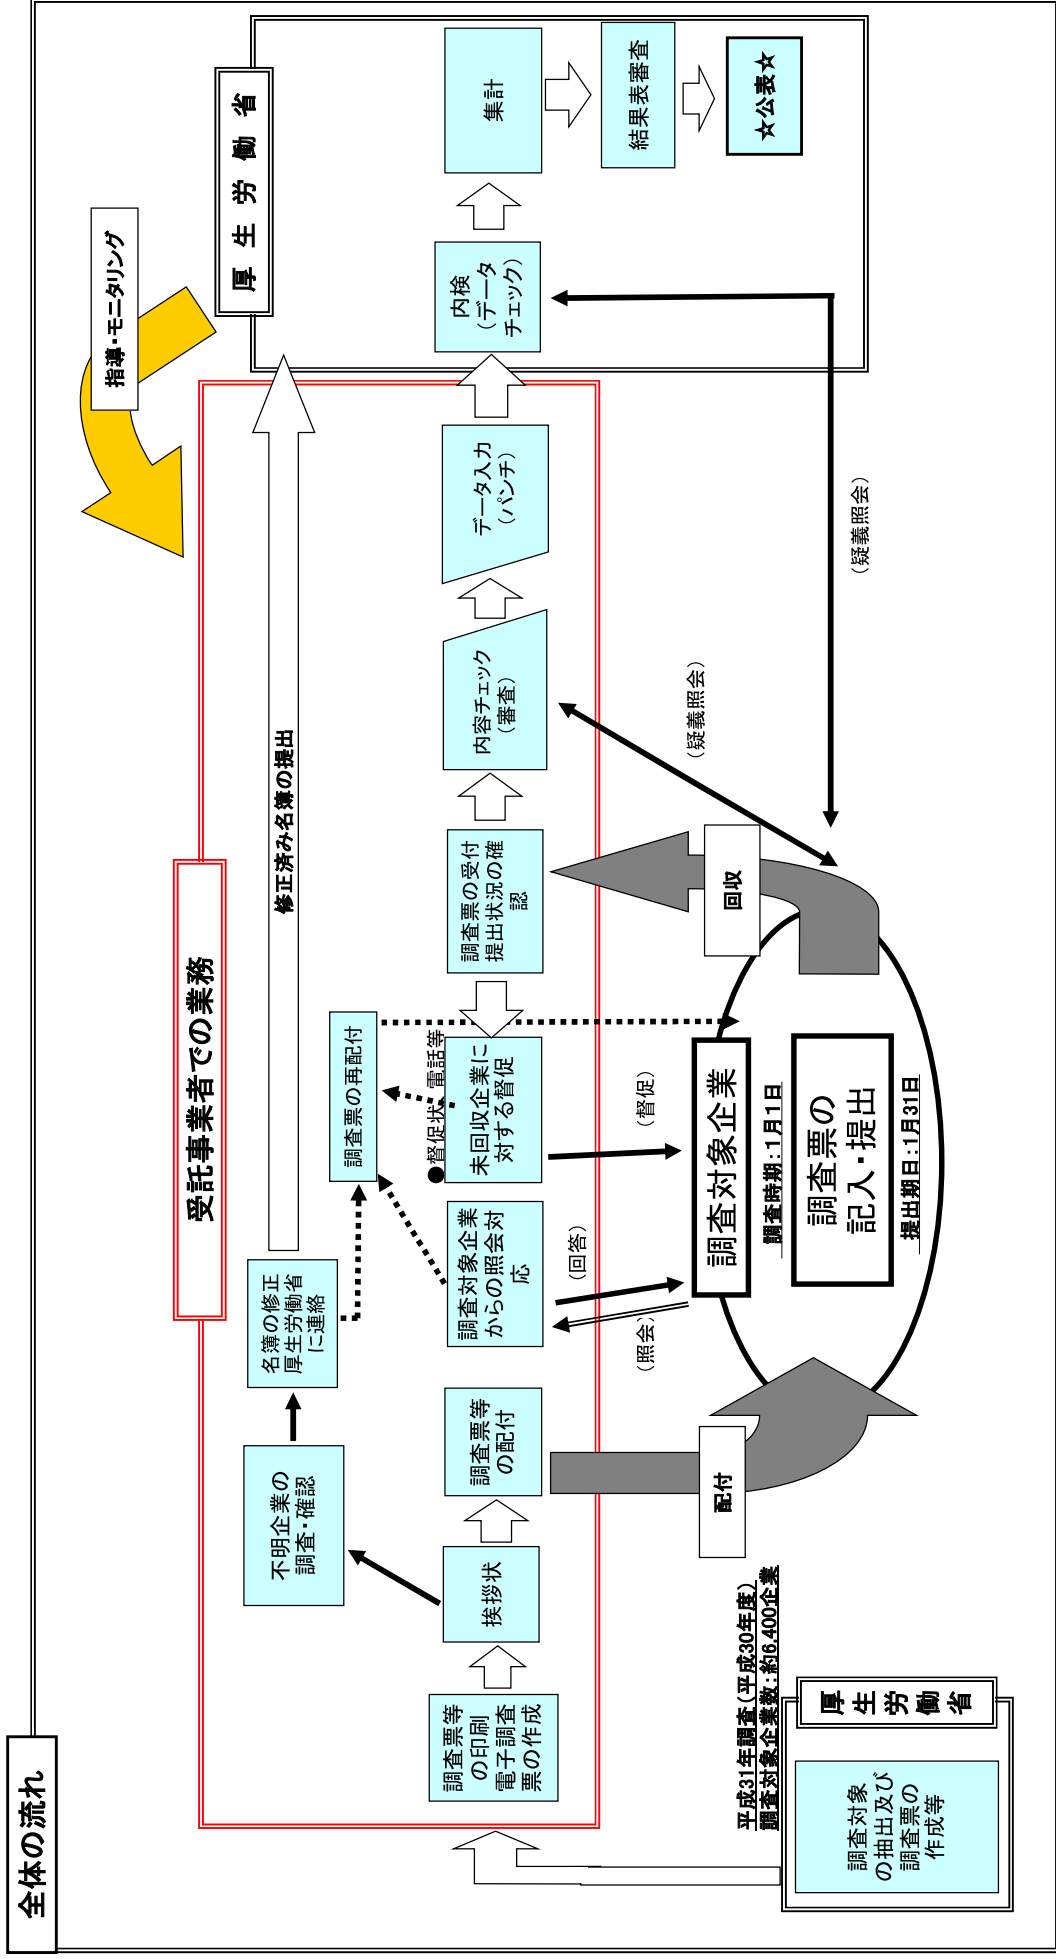 全体の流れ
厚生労働省
調査対象
の抽出及び
調査票の
作成等
平成31年調査（平成30年度）
調査対象企業数：約6,400企業
受託事業者での業務
調査票等
の印刷
電子調査
票の作成
挨拶状
不明企業の
調査・確認
名簿の修正
厚生労働省
に連絡
修正済み名簿の提出
調査票等
の配付
配付
調査対象企業
からの照会対
応
（照会）
（回答）
調査票の再配付
●督促状、電話等
未回収企業に
対する督促
（督促）
調査対象企業
調査時期：1月1日
調査票の
記入・提出
提出期日：1月31日
回収
調査票の受付
提出状況の確
認
内容チェック
（審査）
（疑義照会）
データ入力
（パンチ）
（疑義照会）
指導・モニタリング
厚生労働省
内検
（データ
チェック）
集計
結果表審査
☆公表☆